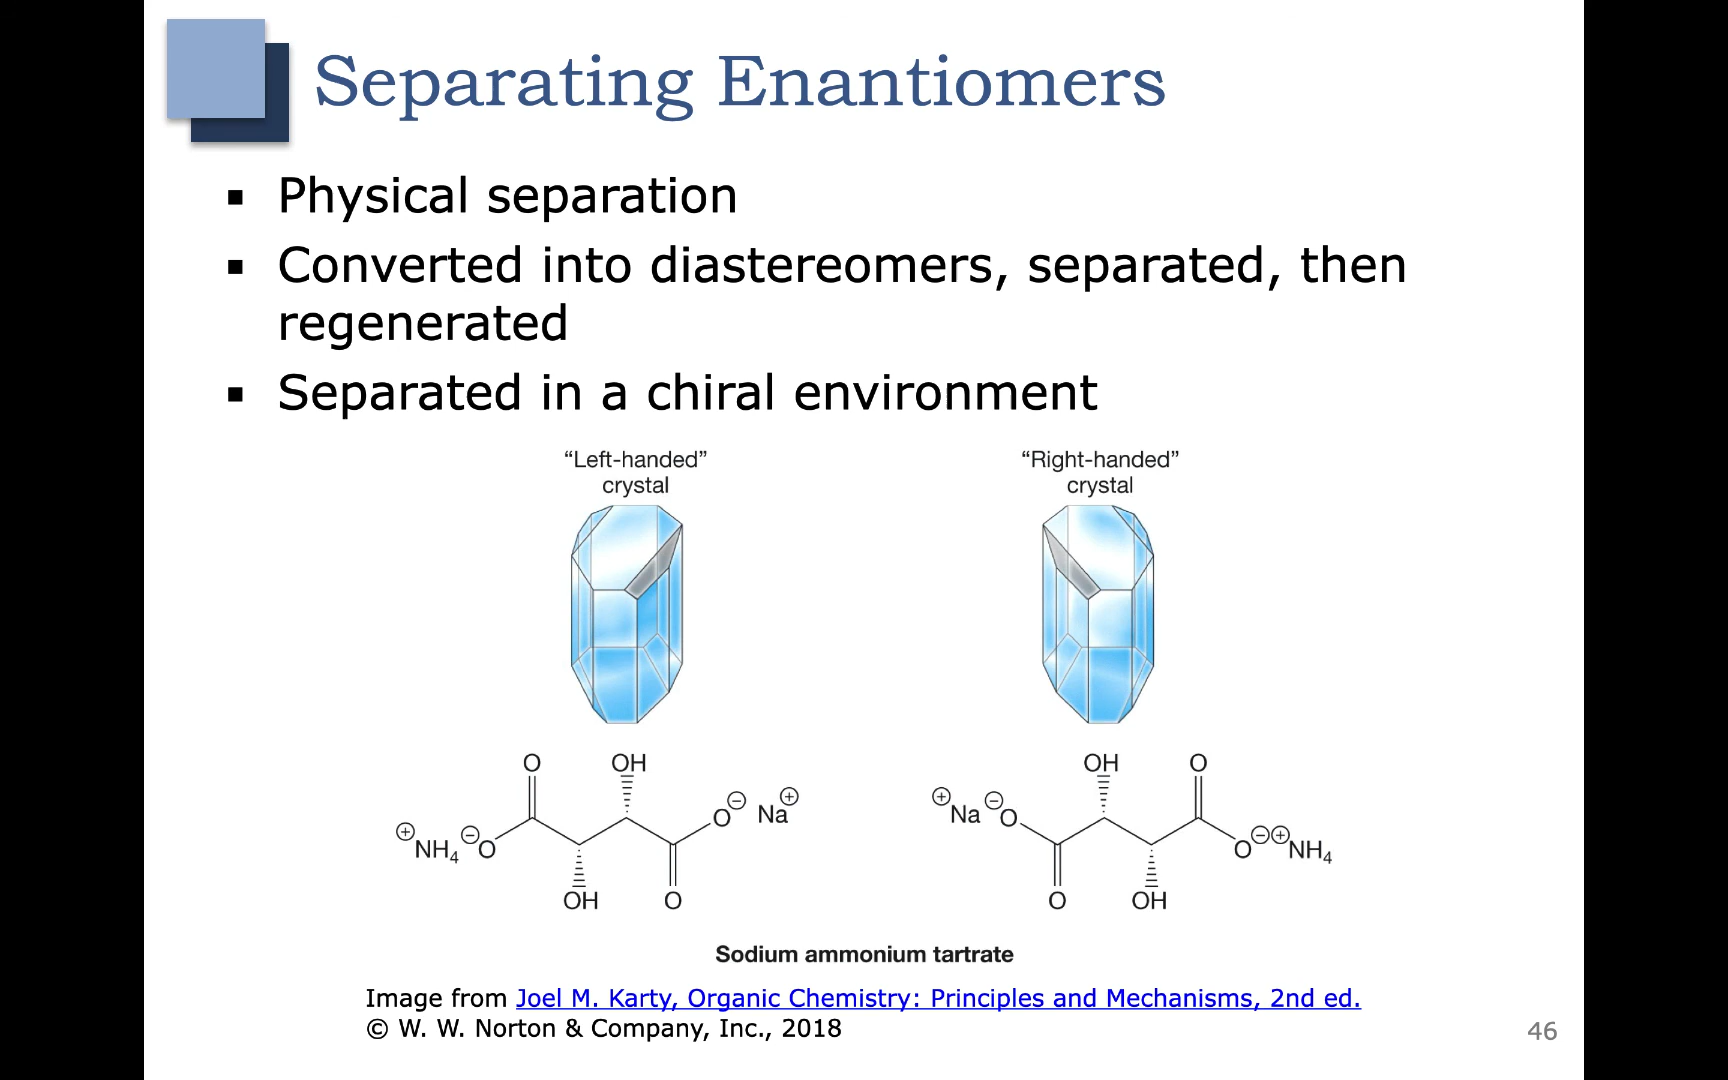 Separating Enantiomers
▪ Physical separation
▪ Converted into diastereomers, separated, then
regenerated
▪ Separated in a chiral environment
“Left-handed”
crystal
“Right-handed”
crystal
O OH
⊖ ⊕
O Na
⊕ ⊖
NH4 O
OH O
OH O
⊕ ⊖
Na O
⊖⊕
O NH4
O OH
Sodium ammonium tartrate
Image from Joel M. Karty, Organic Chemistry: Principles and Mechanisms, 2nd ed.
© W. W. Norton & Company, Inc., 2018
46